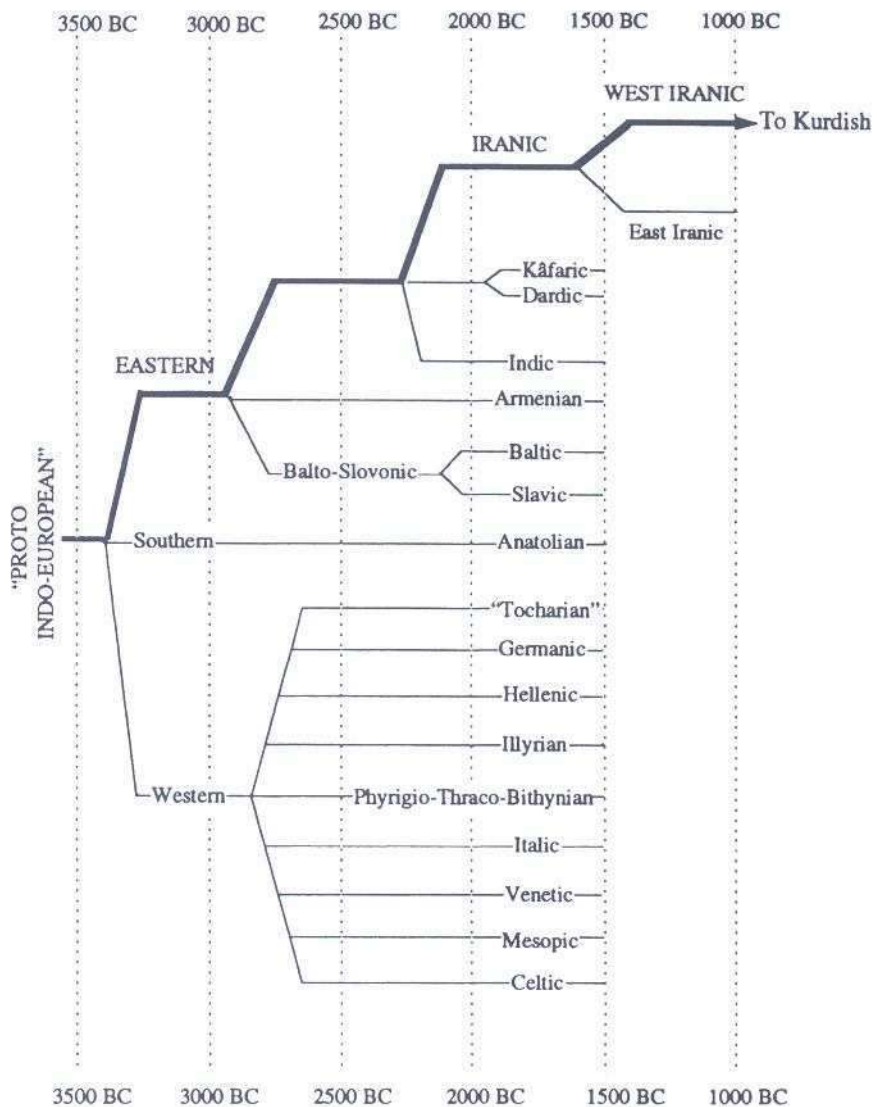 3500 BC 3000 BC 2500 BC 2000 BC 1500 BC 1000 BC
WEST IRANIC
To Kurdish
IRANIC
East Iranic
Kâfaric
Dardic
Indic
EASTERN
Armenian
Baltic
Balto-Slovonic
Slavic
"PROTO
INDO-EUROPEAN"
Southern
Anatolian
"Tocharian"
Germanic
Hellenic
Illyrian
Western
Phyrigio-Thraco-Bithynian
Italic
Venetic
Mesopic
Celtic
3500 BC 3000 BC 2500 BC 2000 BC 1500 BC 1000 BC